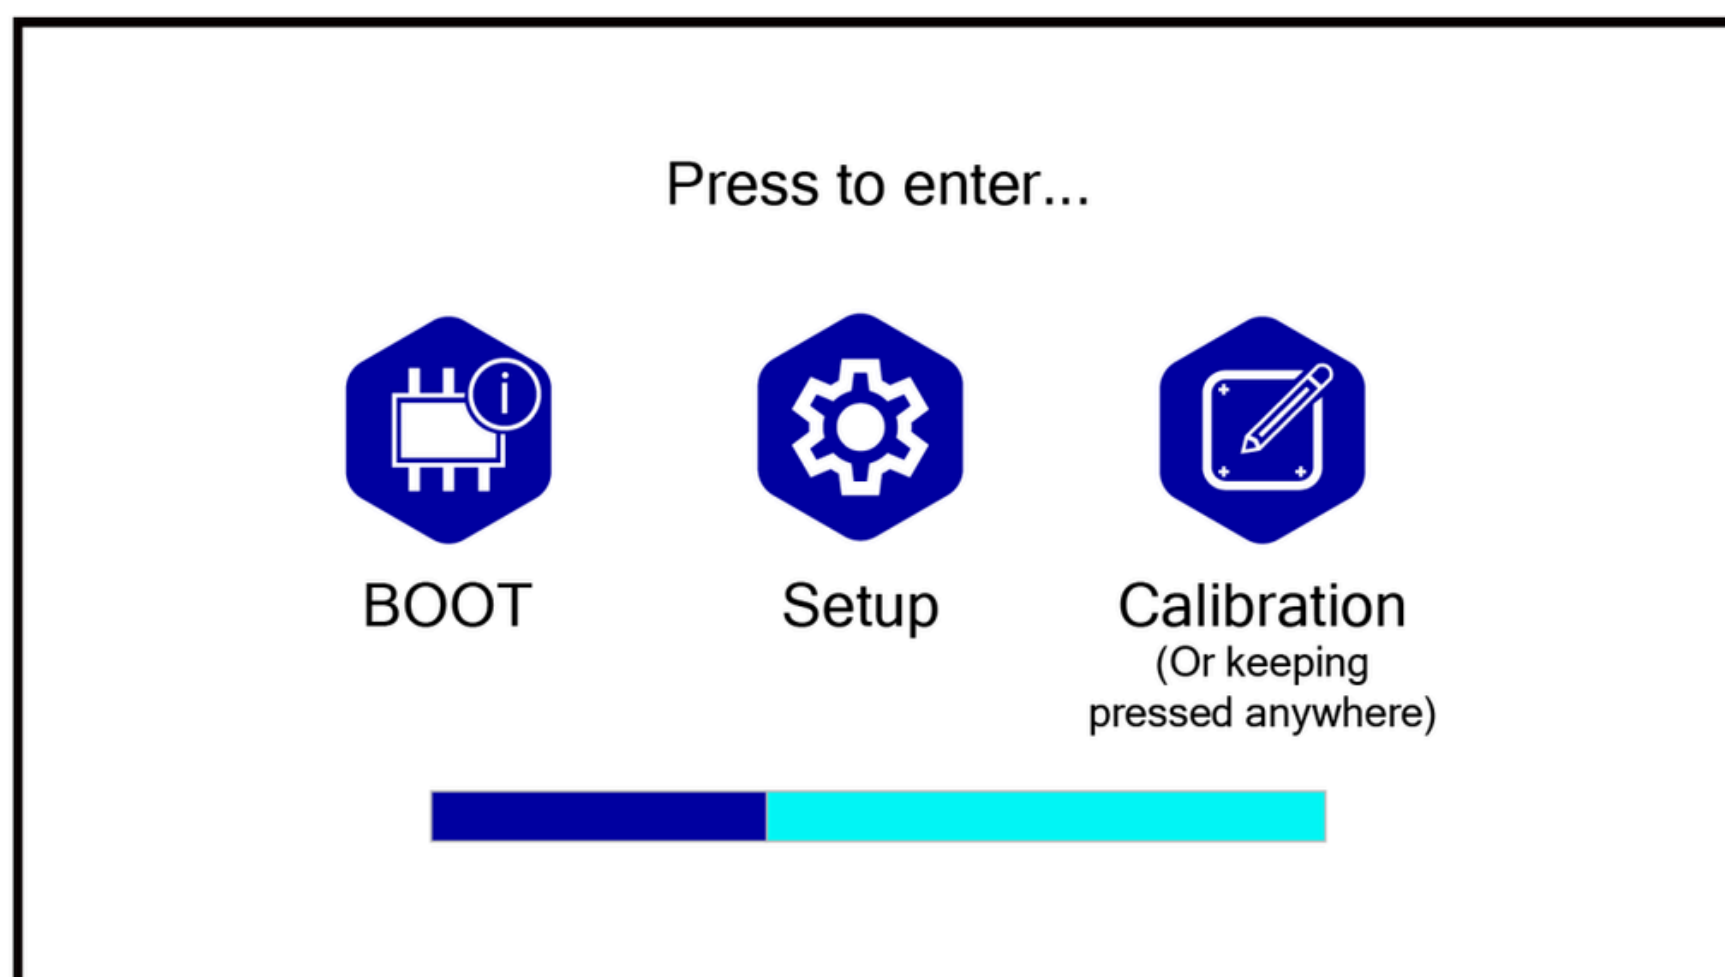 Press to enter...
BOOT
Setup
Calibration
(Or keeping
pressed anywhere)